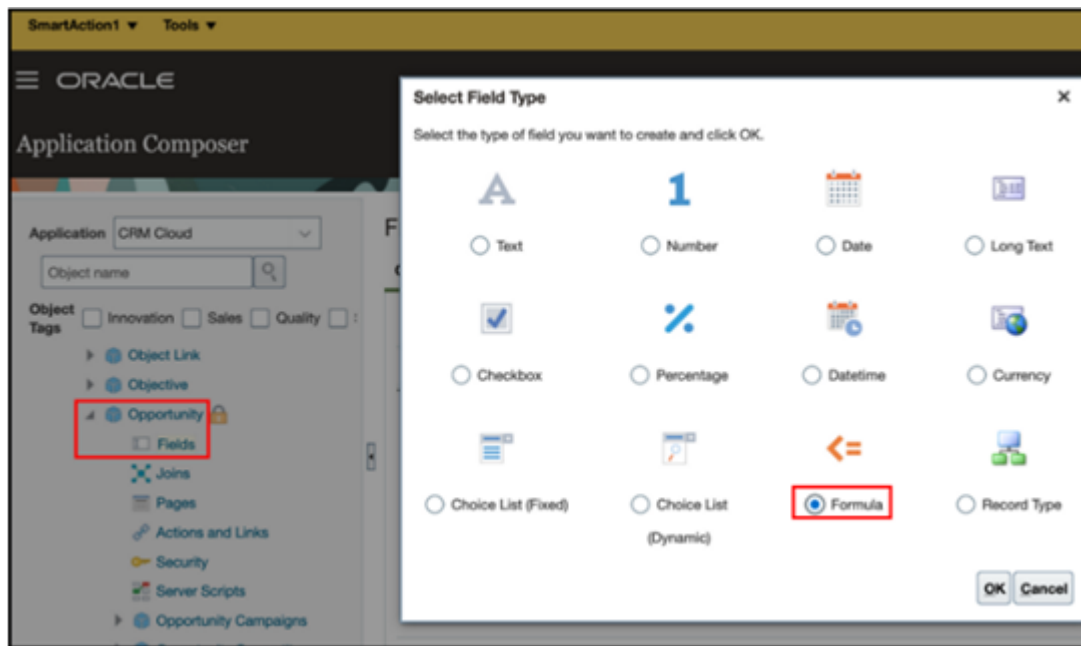 SmartAction1 Tools
ORACLE
Application Composer
Application CRM Cloud
Object name
Object Tags Innovation Sales Quality
Object Link
Objective
Opportunity
Fields
Joins
Pages
Actions and Links
Security
Server Scripts
Opportunity Campaigns
Select Field Type
Select the type of field you want to create and click OK.
Text Number Date Long Text
Checkbox Percentage Datetime Currency
Choice List (Fixed) Choice List (Dynamic) Formula Record Type
OK Cancel